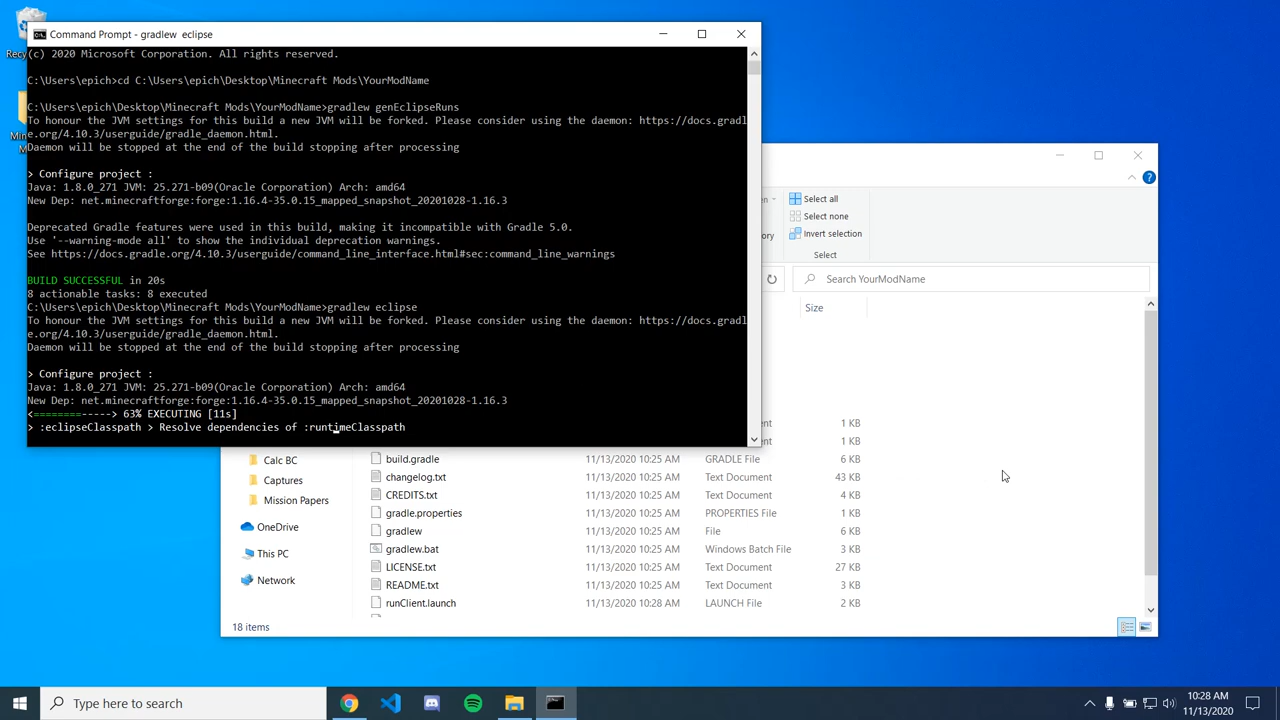 Recy
Min
M
Command Prompt - gradlew  eclipse
(c) 2020 Microsoft Corporation. All rights reserved.
C:\Users\epich>cd C:\Users\epich\Desktop\Minecraft Mods\YourModName
C:\Users\epich\Desktop\Minecraft Mods\YourModName>gradlew genEclipseRuns
To honour the JVM settings for this build a new JVM will be forked. Please consider using the daemon: https://docs.gradl
e.org/4.10.3/userguide/gradle_daemon.html.
Daemon will be stopped at the end of the build stopping after processing
> Configure project :
Java: 1.8.0_271 JVM: 25.271-b09(Oracle Corporation) Arch: amd64
New Dep: net.minecraftforge:forge:1.16.4-35.0.15_mapped_snapshot_20201028-1.16.3
Deprecated Gradle features were used in this build, making it incompatible with Gradle 5.0.
Use '--warning-mode all' to show the individual deprecation warnings.
See https://docs.gradle.org/4.10.3/userguide/command_line_interface.html#sec:command_line_warnings
BUILD SUCCESSFUL in 20s
8 actionable tasks: 8 executed
C:\Users\epich\Desktop\Minecraft Mods\YourModName>gradlew eclipse
To honour the JVM settings for this build a new JVM will be forked. Please consider using the daemon: https://docs.gradl
e.org/4.10.3/userguide/gradle_daemon.html.
Daemon will be stopped at the end of the build stopping after processing
> Configure project :
Java: 1.8.0_271 JVM: 25.271-b09(Oracle Corporation) Arch: amd64
New Dep: net.minecraftforge:forge:1.16.4-35.0.15_mapped_snapshot_20201028-1.16.3
<========-----> 63% EXECUTING [11s]
> :eclipseClasspath > Resolve dependencies of :runtimeClasspath
en
ory
Select all
Select none
Invert selection
Select
Search YourModName
Size
1 KB
1 KB
Calc BC
Captures
Mission Papers
OneDrive
This PC
Network
build.gradle 11/13/2020 10:25 AM GRADLE File 6 KB
changelog.txt 11/13/2020 10:25 AM Text Document 43 KB
CREDITS.txt 11/13/2020 10:25 AM Text Document 4 KB
gradle.properties 11/13/2020 10:25 AM PROPERTIES File 1 KB
gradlew 11/13/2020 10:25 AM File 6 KB
gradlew.bat 11/13/2020 10:25 AM Windows Batch File 3 KB
LICENSE.txt 11/13/2020 10:25 AM Text Document 27 KB
README.txt 11/13/2020 10:25 AM Text Document 3 KB
runClient.launch 11/13/2020 10:28 AM LAUNCH File 2 KB
18 items
Type here to search
10:28 AM
11/13/2020